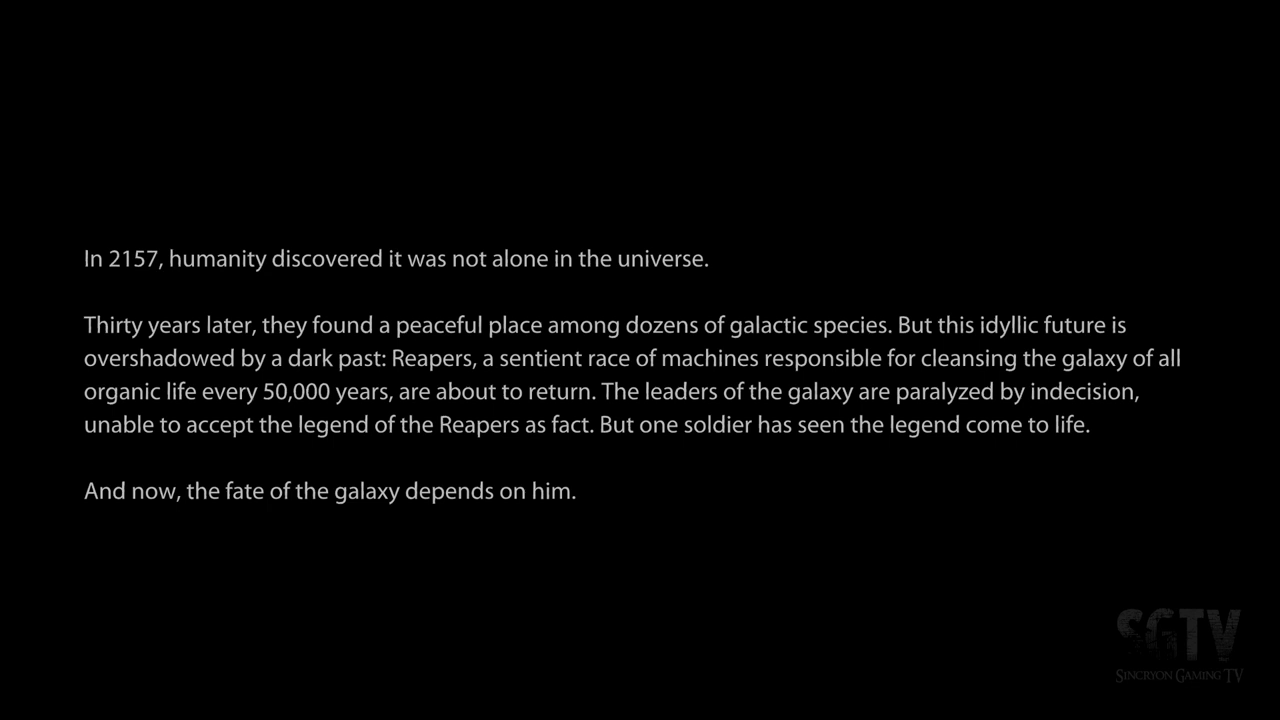 In 2157, humanity discovered it was not alone in the universe.
Thirty years later, they found a peaceful place among dozens of galactic species. But this idyllic future is
overshadowed by a dark past: Reapers, a sentient race of machines responsible for cleansing the galaxy of all
organic life every 50,000 years, are about to return. The leaders of the galaxy are paralyzed by indecision,
unable to accept the legend of the Reapers as fact. But one soldier has seen the legend come to life.
And now, the fate of the galaxy depends on him.
SGTV
SINCRYON GAMING TV